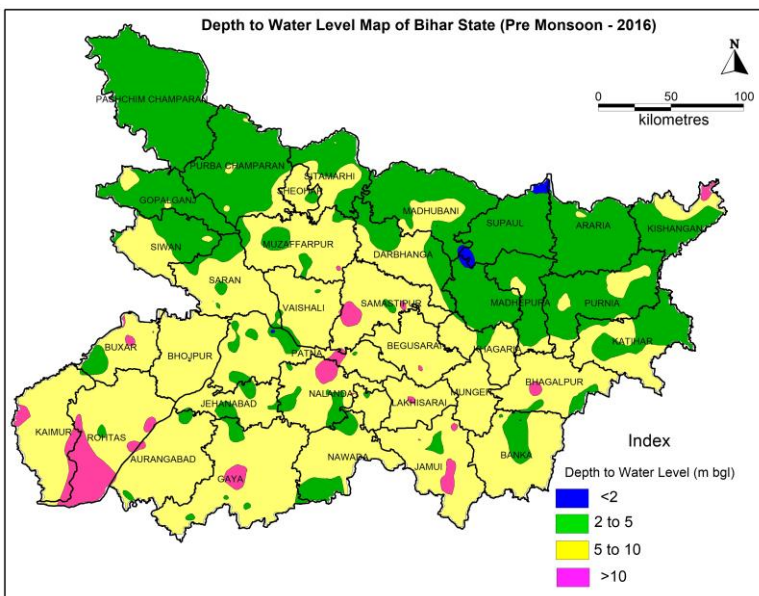 Depth to Water Level Map of Bihar State (Pre Monsoon - 2016)
N
0 50 100
kilometres
PASHCHIM CHAMPARAN
PURBA CHAMPARAN
SITAMARHI
SHEOHAR
GOPALGANJ
MADHUBANI
SUPAUL
ARARIA
KISHANGANJ
SIWAN
MUZAFFARPUR
DARBHANGA
SARAN
VAISHALI
SAMASTIPUR
MADHEPURA
PURNIA
BUXAR
BHOJPUR
PATNA
BEGUSARAI
KHAGARIA
KATIHAR
JEHANABAD
NALANDA
LAKHISARAI
MUNGER
BHAGALPUR
KAIMUR
ROHTAS
AURANGABAD
GAYA
NAWADA
JAMUI
BANKA
Index
Depth to Water Level (m bgl)
<2
2 to 5
5 to 10
>10